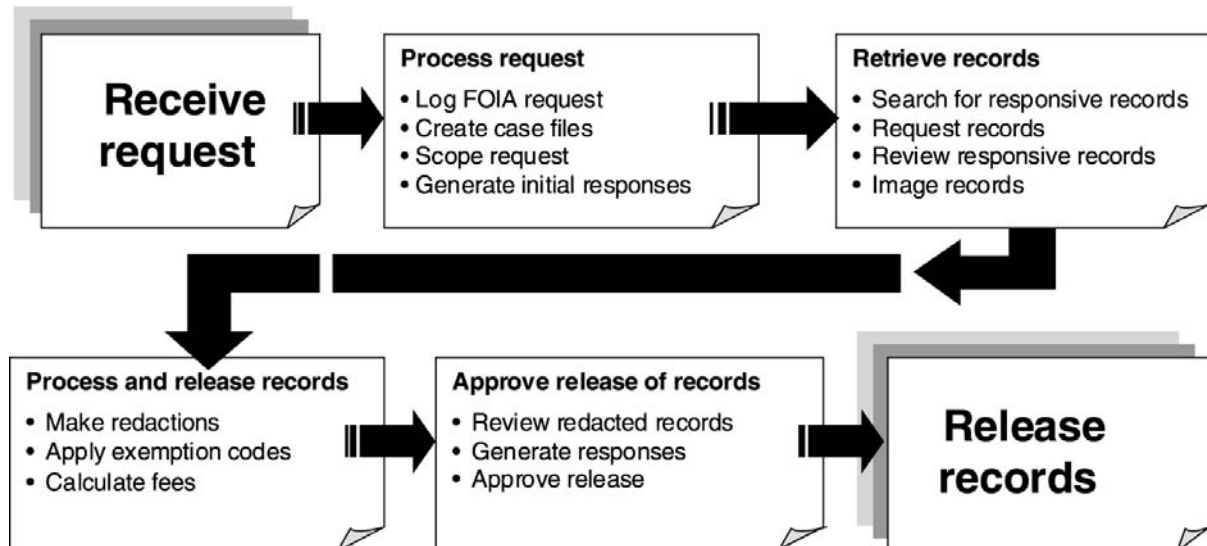 Receive
request
Process request
• Log FOIA request
• Create case files
• Scope request
• Generate initial responses
Retrieve records
• Search for responsive records
• Request records
• Review responsive records
• Image records
Process and release records
• Make redactions
• Apply exemption codes
• Calculate fees
Approve release of records
• Review redacted records
• Generate responses
• Approve release
Release
records